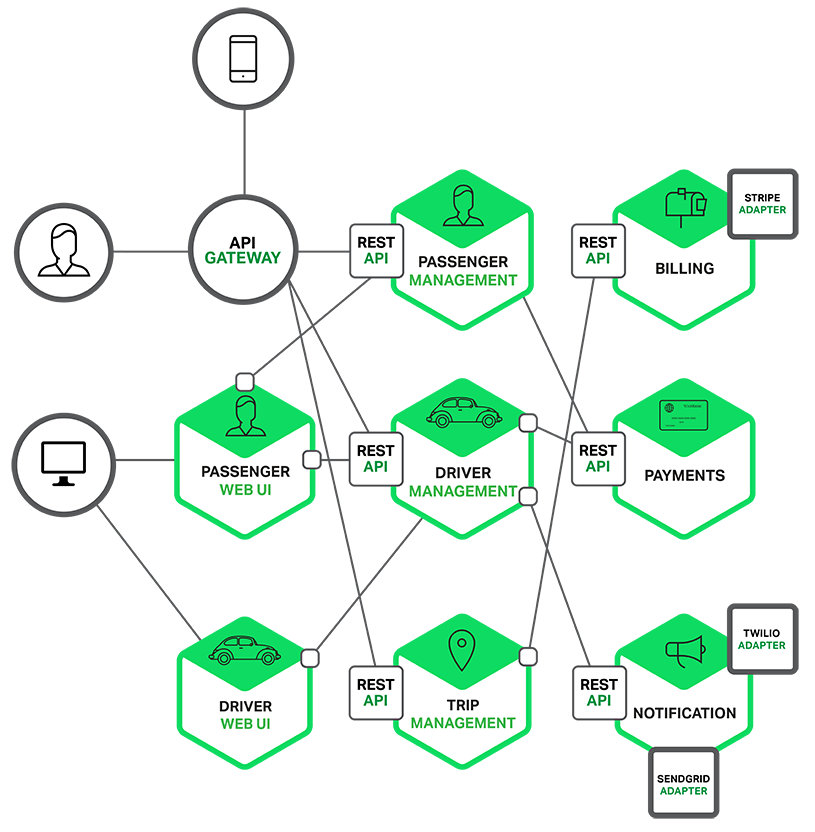 API
GATEWAY
REST
API
PASSENGER
MANAGEMENT
REST
API
BILLING
STRIPE
ADAPTER
PASSENGER
WEB UI
REST
API
DRIVER
MANAGEMENT
REST
API
PAYMENTS
DRIVER
WEB UI
REST
API
TRIP
MANAGEMENT
REST
API
NOTIFICATION
TWILIO
ADAPTER
SENDGRID
ADAPTER